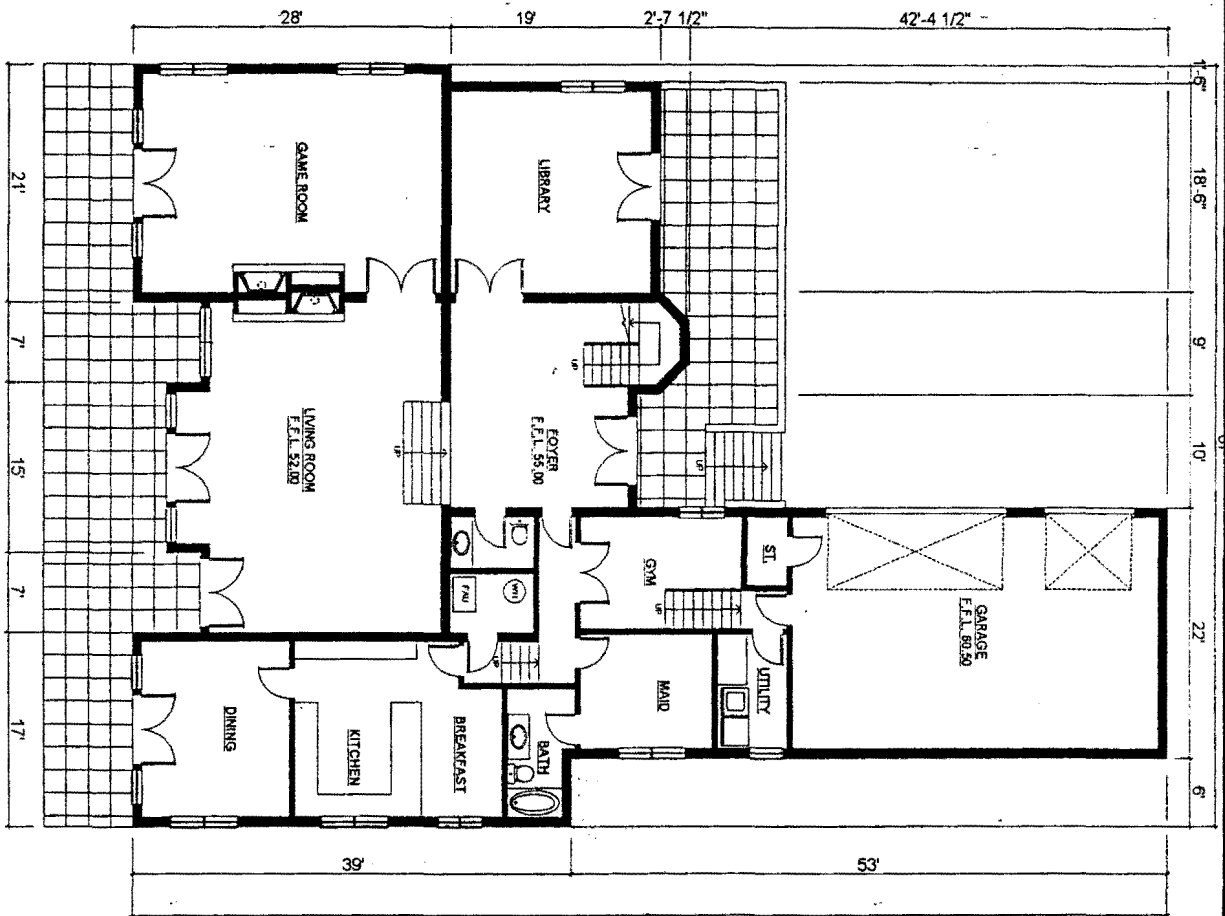 28'
19'
2'-7 1/2"
42'-4 1/2"
1'-6"
18'-6"
9'
10'
22'
6'
21'
7'
15'
7'
17'
39'
53'
GAME ROOM
LIBRARY
UP
LIVING ROOM
F.F.L. 52.00
UP
FOYER
F.F.L. 55.00
UP
ST.
GYM
UP
GARAGE
F.F.L. 60.50
FAU
WH
UP
MAID
UTILITY
DINING
KITCHEN
BREAKFAST
BATH